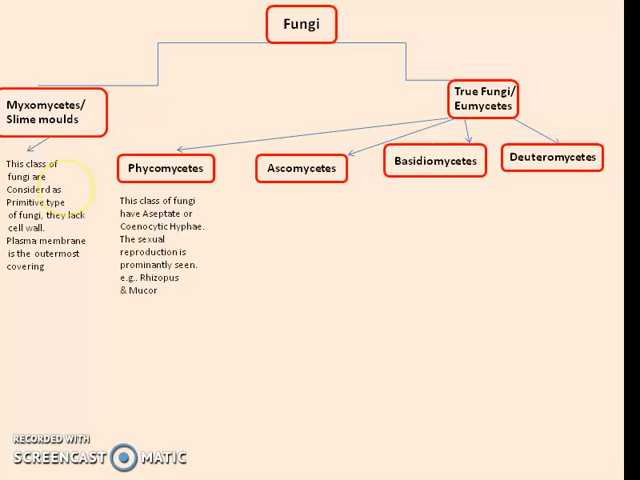 Fungi
Myxomycetes/
Slime moulds
True Fungi/
Eumycetes
Phycomycetes
Ascomycetes
Basidiomycetes
Deuteromycetes
This class of
fungi are
Considerd as
Primitive type
of fungi, they lack
cell wall.
Plasma membrane
is the outermost
covering
This class of fungi
have Aseptate or
Coenocytic Hyphae.
The sexual
reproduction is
prominantly seen.
e.g.. Rhizopus
& Mucor
RECORDED WITH
SCREENCAST MATIC